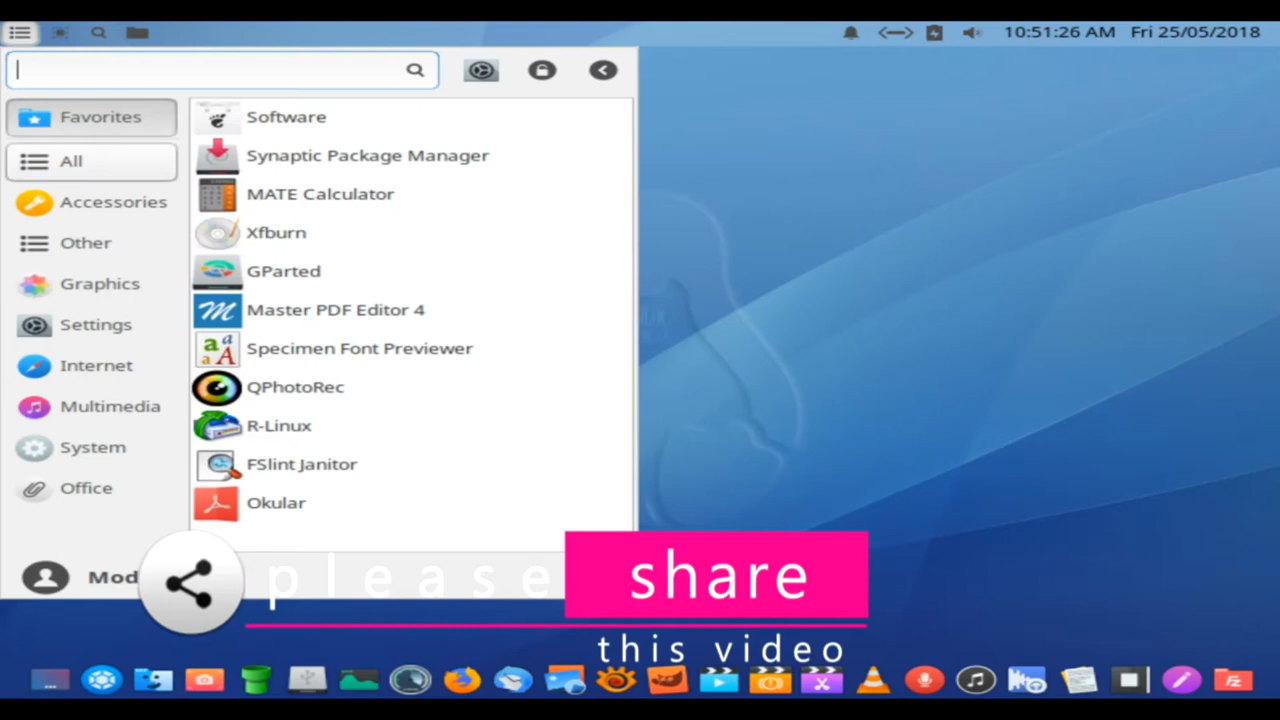 10:51:26 AM Fri 25/05/2018
Favorites
All
Accessories
Other
Graphics
Settings
Internet
Multimedia
System
Office
Software
Synaptic Package Manager
MATE Calculator
Xfburn
GParted
Master PDF Editor 4
Specimen Font Previewer
QPhotoRec
R-Linux
FSlint Janitor
Okular
Mod
please share
this video
Fz